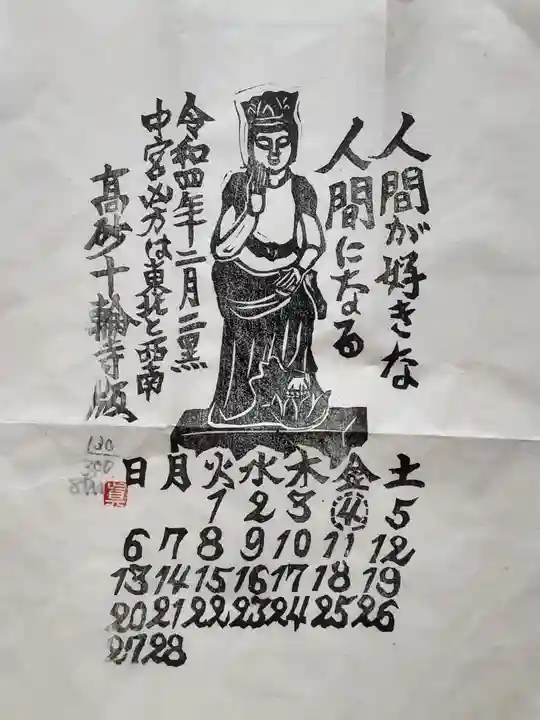 人間が好きな
人間になる
令和四年二月二黒
中宮凶方は東北と西南
高砂十輪寺版
130/300
日 月 火 水 木 金 土
1 2 3 4 5
6 7 8 9 10 11 12
13 14 15 16 17 18 19
20 21 22 23 24 25 26
27 28